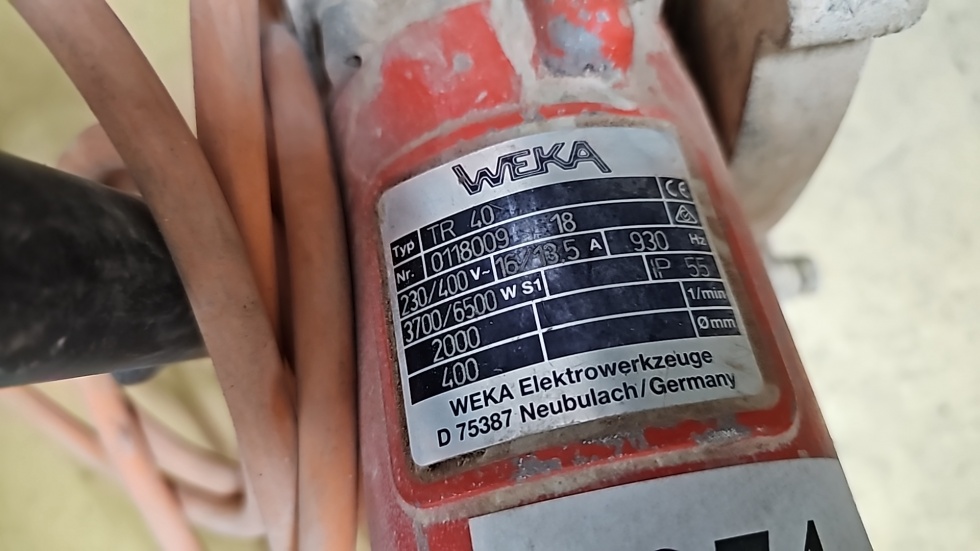 WEKA
Typ TR 40 CE
Nr. 0118009 18
230/400 V~ 16/13,5 A 930 Hz
3700/6500 W S1 IP 55
2000 1/min
400 Ømm
WEKA Elektrowerkzeuge
D 75387 Neubulach/Germany